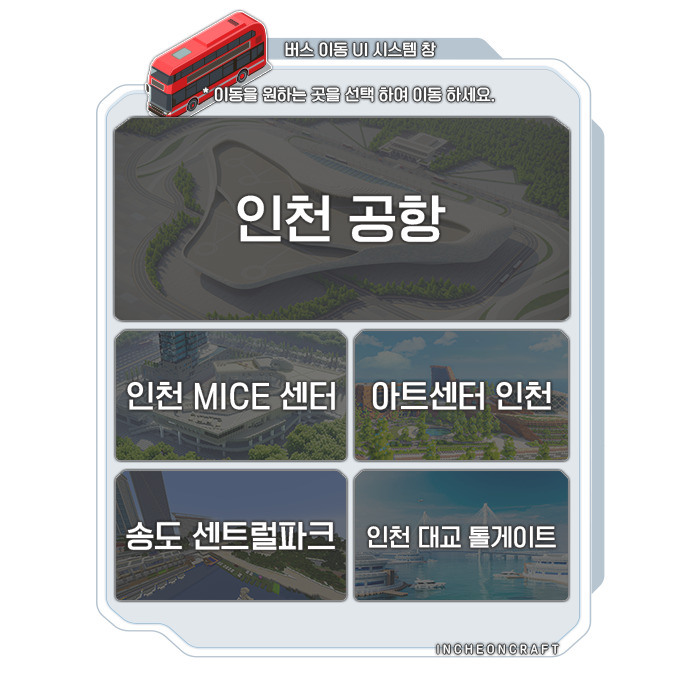 버스 이동 UI 시스템 창
* 이동을 원하는 곳을 선택 하여 이동 하세요.
인천 공항
인천 MICE 센터
아트센터 인천
송도 센트럴파크
인천 대교 톨게이트
INCHEONCRAFT